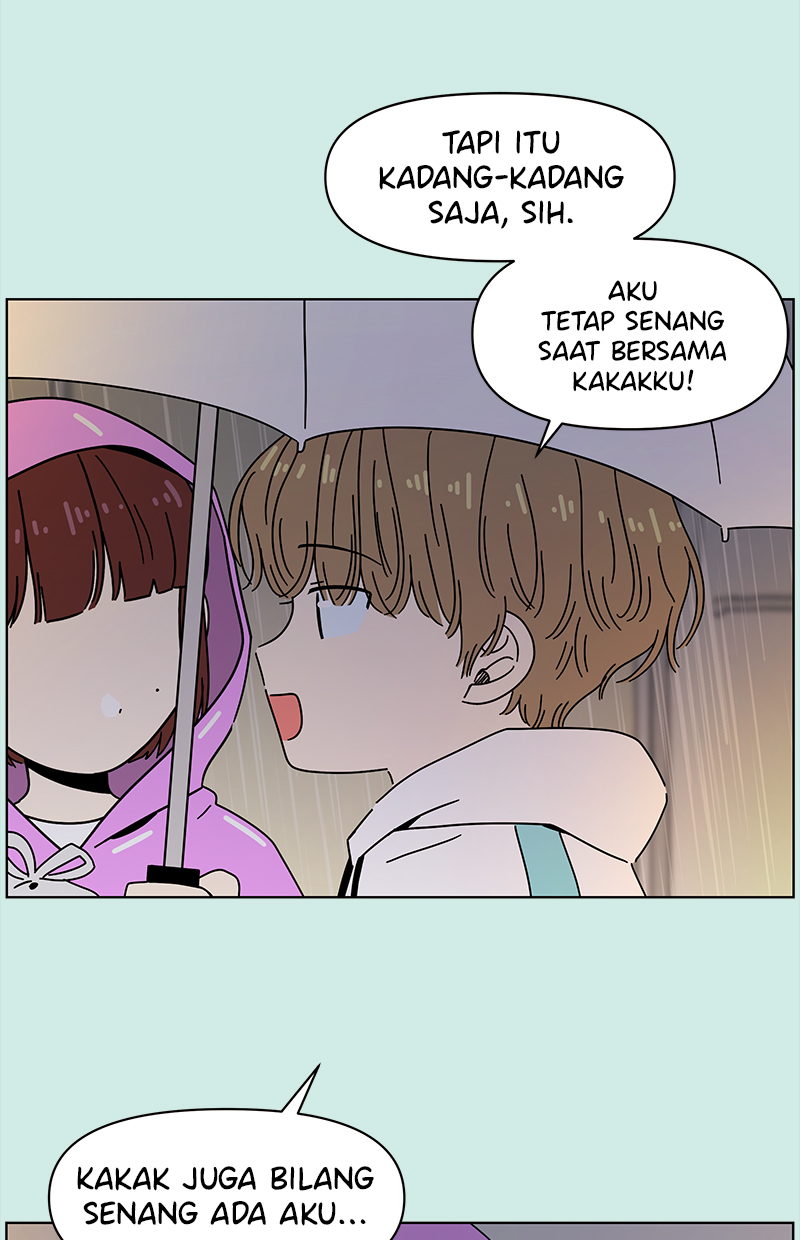 TAPI ITU
KADANG-KADANG
SAJA, SIH.
AKU
TETAP SENANG
SAAT BERSAMA
KAKAKKU!
KAKAK JUGA BILANG
SENANG ADA AKU...